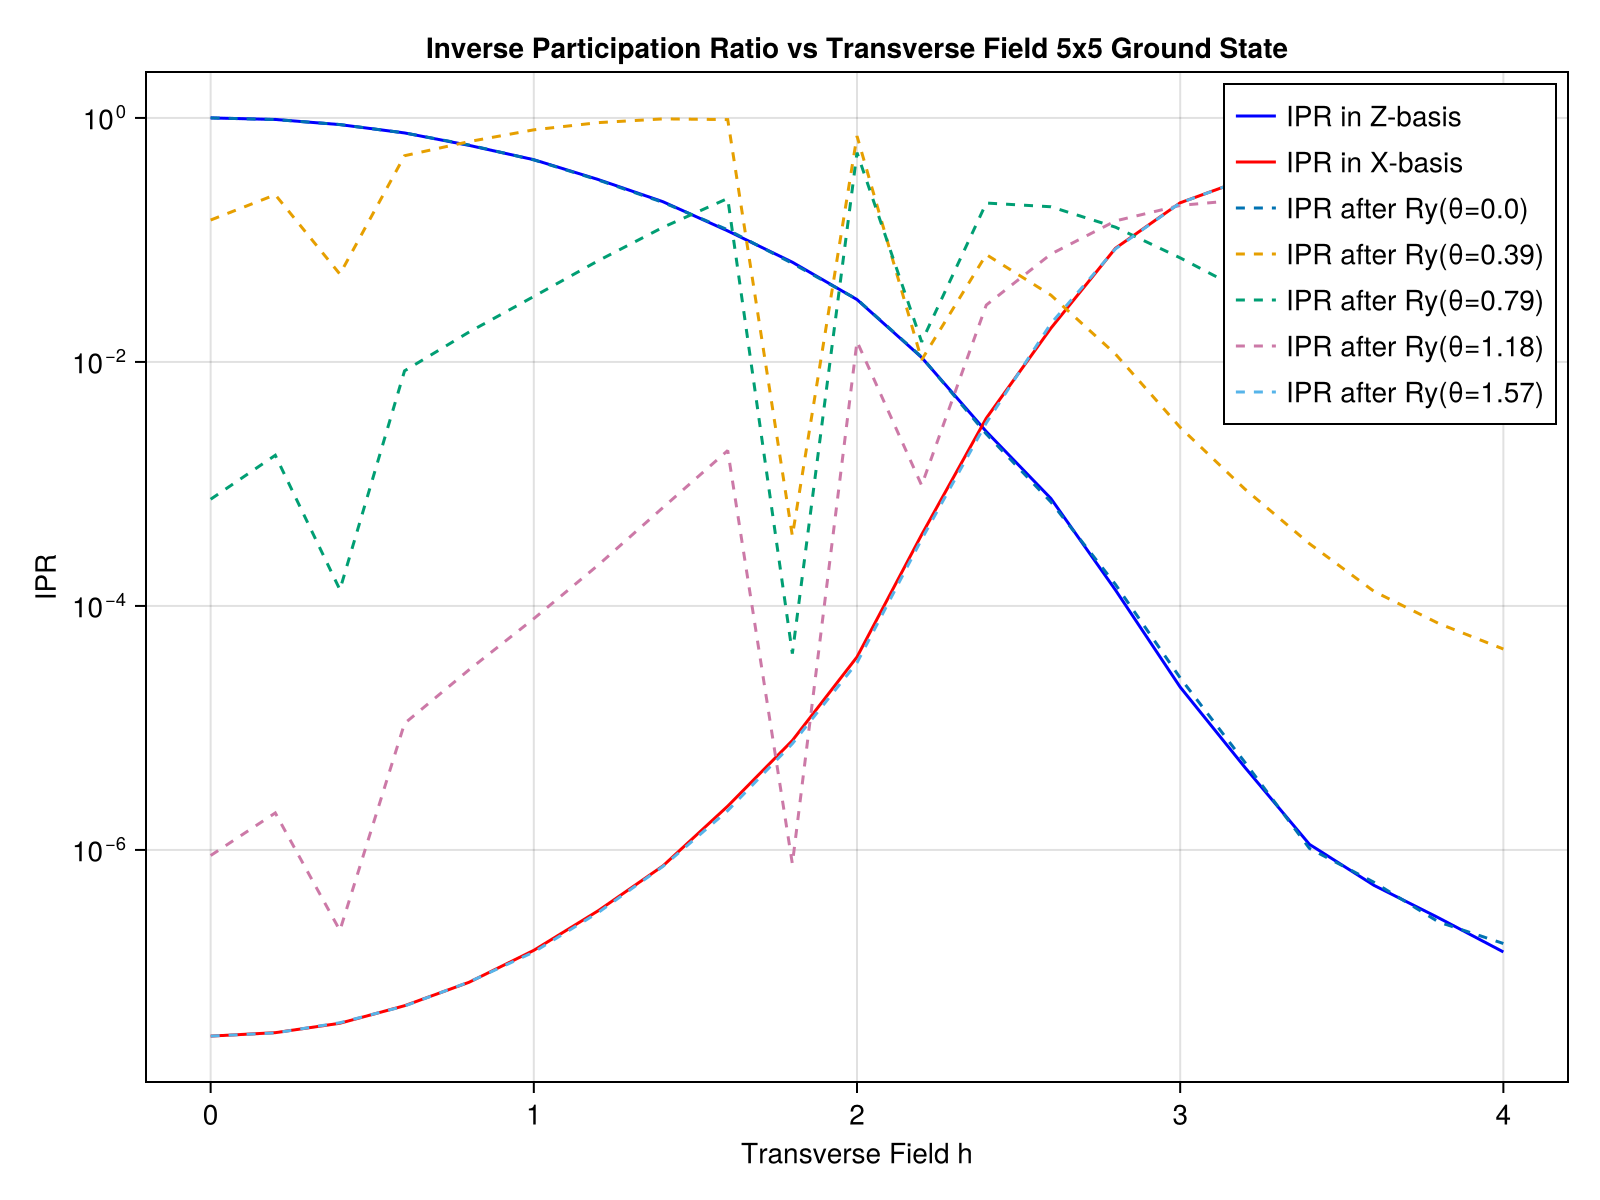 Inverse Participation Ratio vs Transverse Field 5x5 Ground State
10⁰
10⁻²
10⁻⁴
10⁻⁶
IPR
0
1
2
3
4
Transverse Field h
IPR in Z-basis
IPR in X-basis
IPR after Ry(θ=0.0)
IPR after Ry(θ=0.39)
IPR after Ry(θ=0.79)
IPR after Ry(θ=1.18)
IPR after Ry(θ=1.57)